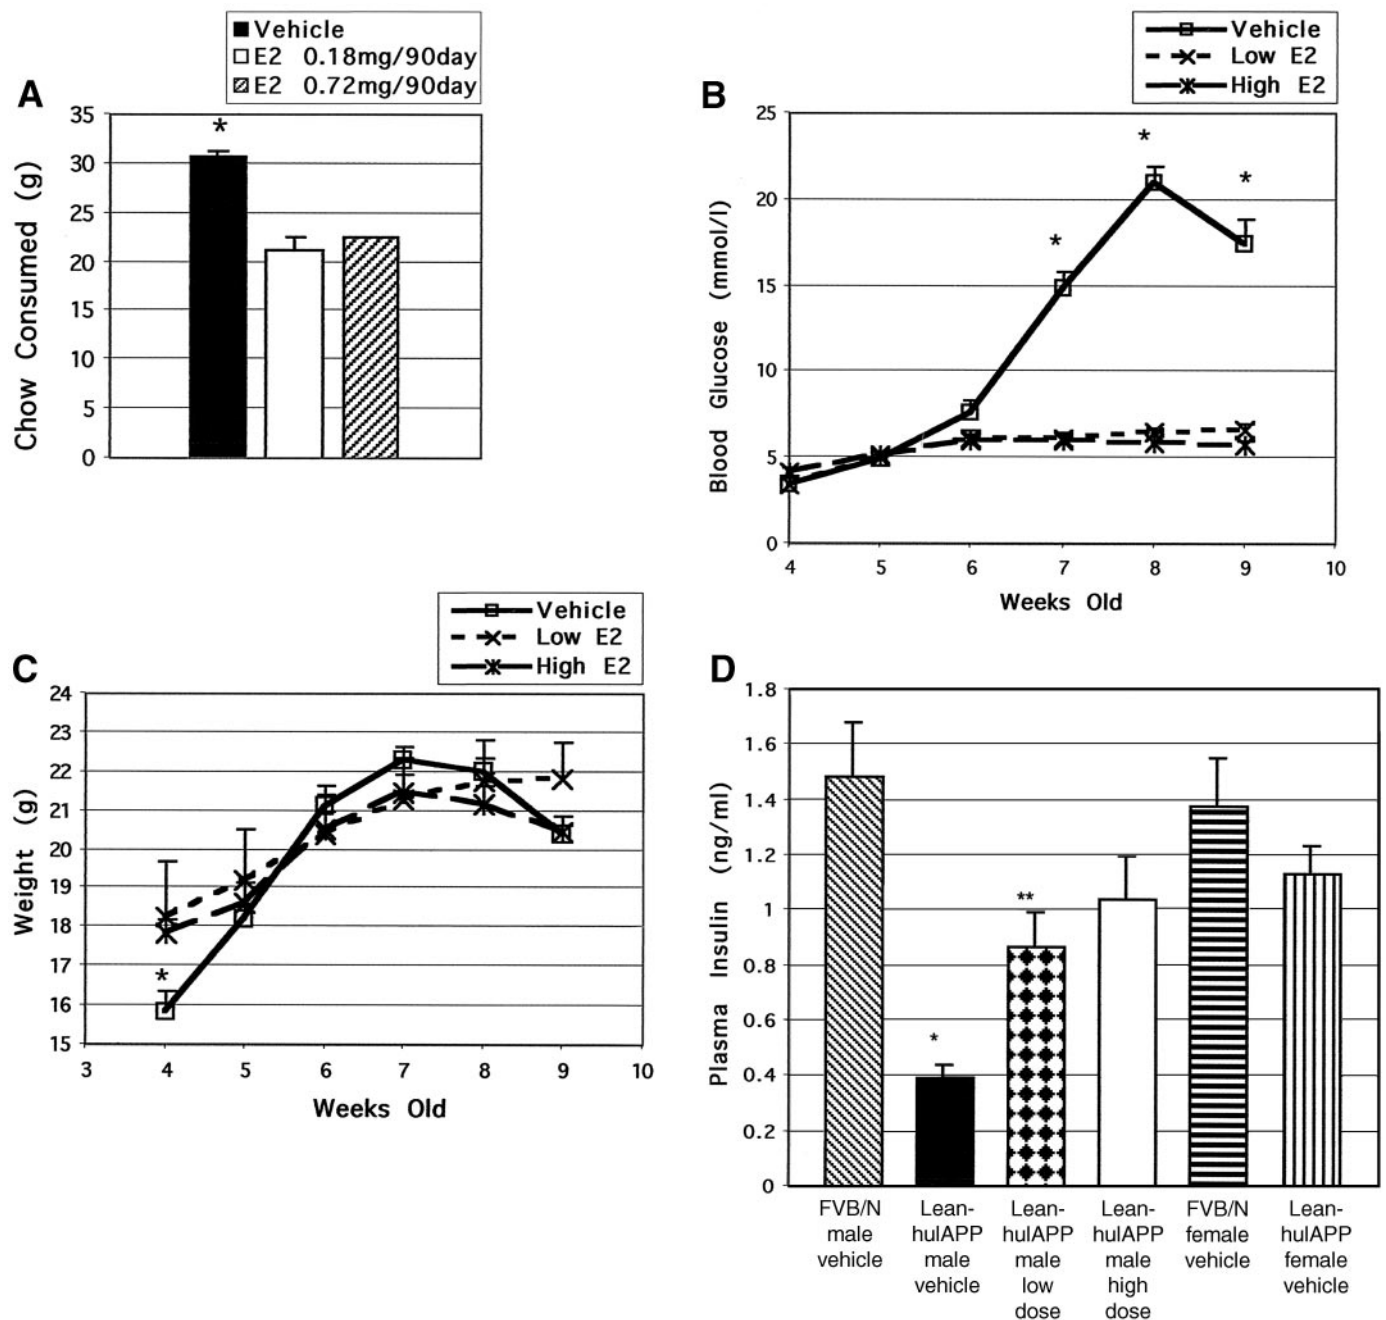 Vehicle
E2 0.18mg/90day
E2 0.72mg/90day
A
Chow Consumed (g)
35
30
25
20
15
10
5
0
*
Vehicle
Low E2
High E2
B
Blood Glucose (mmol/l)
25
20
15
10
5
0
*
*
*
4 5 6 7 8 9 10
Weeks Old
Vehicle
Low E2
High E2
C
Weight (g)
24
23
22
21
20
19
18
17
16
15
*
3 4 5 6 7 8 9 10
Weeks Old
D
Plasma Insulin (ng/ml)
1.8
1.6
1.4
1.2
1
0.8
0.6
0.4
0.2
0
*
**
FVB/N
male
vehicle
Lean-
huIAPP
male
vehicle
Lean-
huIAPP
male
low
dose
Lean-
huIAPP
male
high
dose
FVB/N
female
vehicle
Lean-
huIAPP
female
vehicle